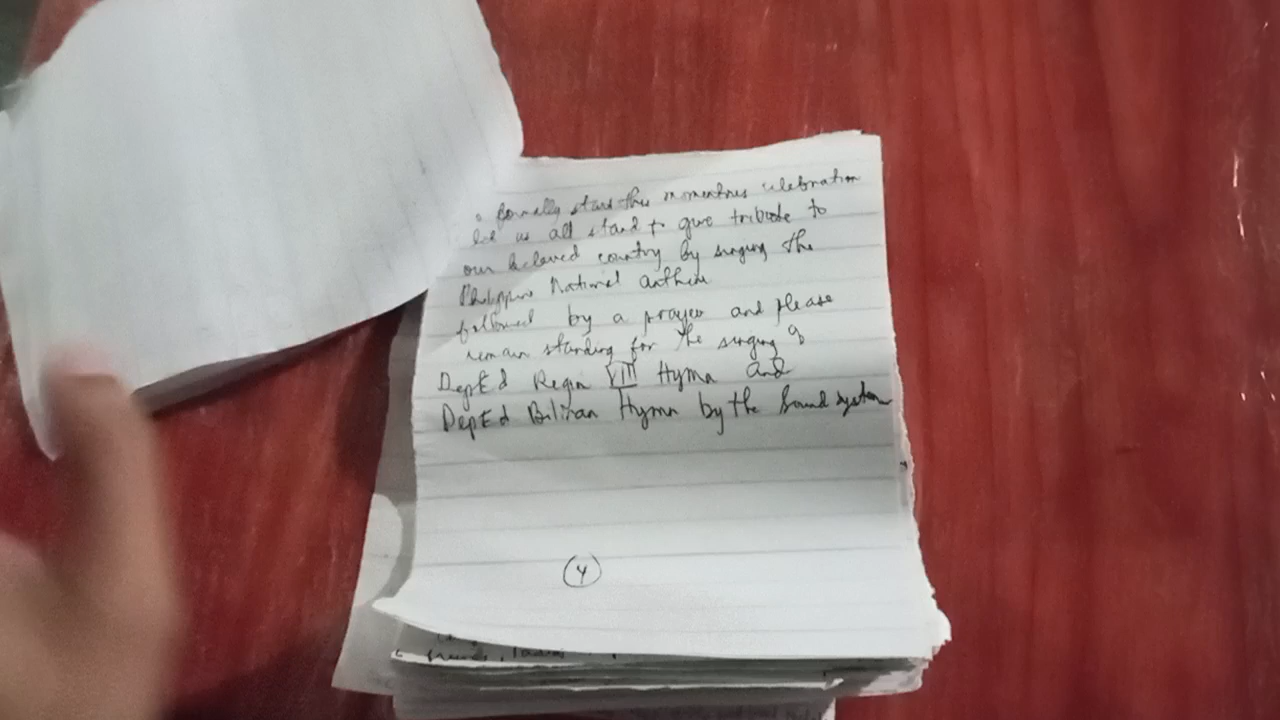 formally start this momentous celebration
let us all stand to give tribute to
our beloved country by singing the
Philippine National anthem
followed by a prayer and please
remain standing for the singing of
DepEd Region VIII Hymn and
DepEd Biliran Hymn by the Sound system
4
friends, ladies